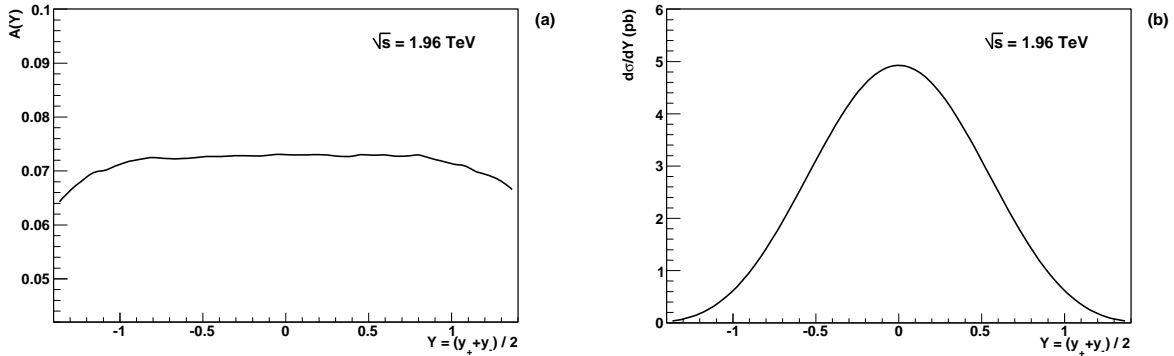 A(Y)
0.1
0.09
0.08
0.07
0.06
0.05
√s = 1.96 TeV
(a)
-1 -0.5 0 0.5 1
Y = (y+ + y-) / 2
dσ/dY (pb)
6
5
4
3
2
1
0
√s = 1.96 TeV
(b)
-1 -0.5 0 0.5 1
Y = (y+ + y-) / 2